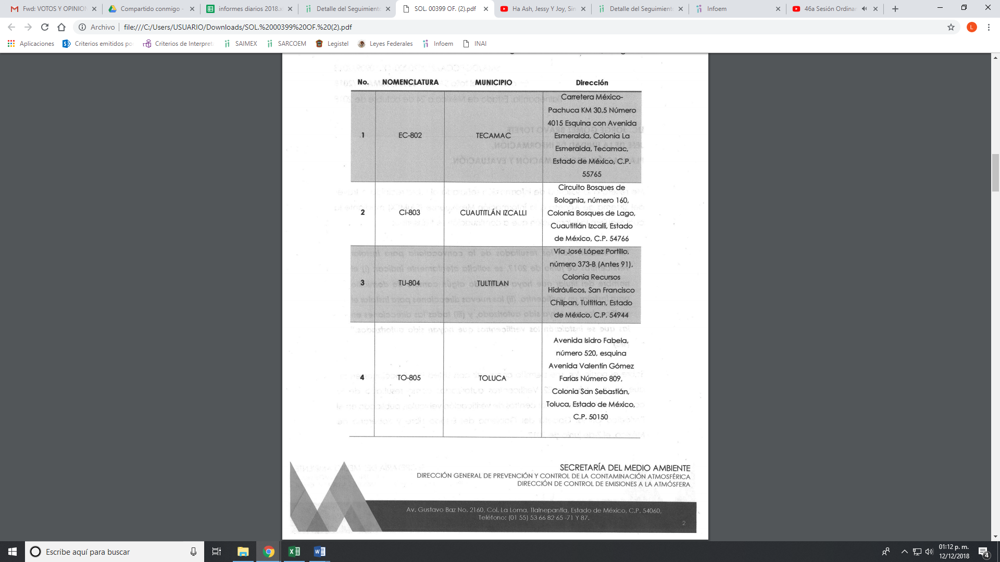 Fwd: VOTOS Y OPINION
Compartido conmigo -
informes diarios 2018.x
Detalle del Seguimiento
SOL. 00399 OF. (2).pdf
Ha Ash, Jessy Y Joy, Sin
Detalle del Seguimiento
Infoem
46a Sesión Ordinar
Archivo
file:///C:/Users/USUARIO/Downloads/SOL.%2000399%20OF.%20(2).pdf
L
Aplicaciones
Criterios emitidos po
Criterios de Interpret
SAIMEX
SARCOEM
Legistel
Leyes Federales
Infoem
INAI
No. NOMENCLATURA MUNICIPIO Dirección
1 EC-802 TECAMAC
Carretera México-
Pachuca KM 30.5 Número
4015 Esquina con Avenida
Esmeralda, Colonia La
Esmeralda, Tecamac,
Estado de México, C.P.
55765
2 CI-803 CUAUTITLÁN IZCALLI
Circuito Bosques de
Bolognia, número 160,
Colonia Bosques de Lago,
Cuautitlán Izcalli, Estado
de México, C.P. 54766
3 TU-804 TULTITLAN
Vía José López Portillo,
número 373-B (Antes 91),
Colonia Recursos
Hidráulicos, San Francisco
Chilpan, Tultitlan, Estado
de México, C.P. 54944
4 TO-805 TOLUCA
Avenida Isidro Fabela,
número 520, esquina
Avenida Valentín Gómez
Farías Número 809,
Colonia San Sebastián,
Toluca, Estado de México,
C.P. 50150
SECRETARÍA DEL MEDIO AMBIENTE
DIRECCIÓN GENERAL DE PREVENCIÓN Y CONTROL DE LA CONTAMINACIÓN ATMOSFÉRICA
DIRECCIÓN DE CONTROL DE EMISIONES A LA ATMÓSFERA
Av. Gustavo Baz No. 2160, Col. La Loma, Tlalnepantla, Estado de México, C.P. 54060,
Teléfono: (01 55) 53 66 82 65 -71 Y 87.
2
Escribe aquí para buscar
01:12 p. m.
12/12/2018
4